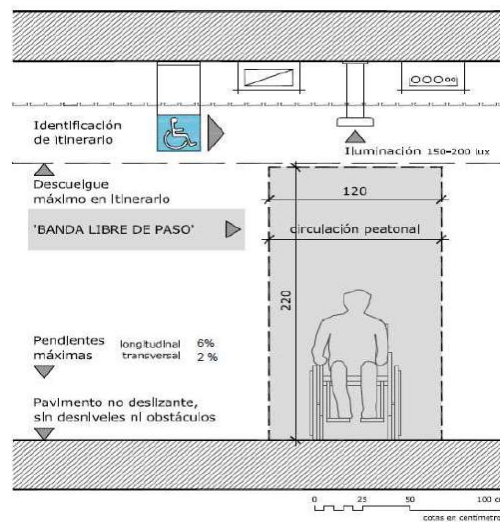 Identificación
de itinerario
Iluminación 150-200 lux
Descuelgue
máximo en itinerario
120
'BANDA LIBRE DE PASO'
circulación peatonal
220
Pendientes longitudinal 6%
máximas transversal 2 %
Pavimento no deslizante,
sin desniveles ni obstáculos
0 25 50 100 c
cotas en centímetro